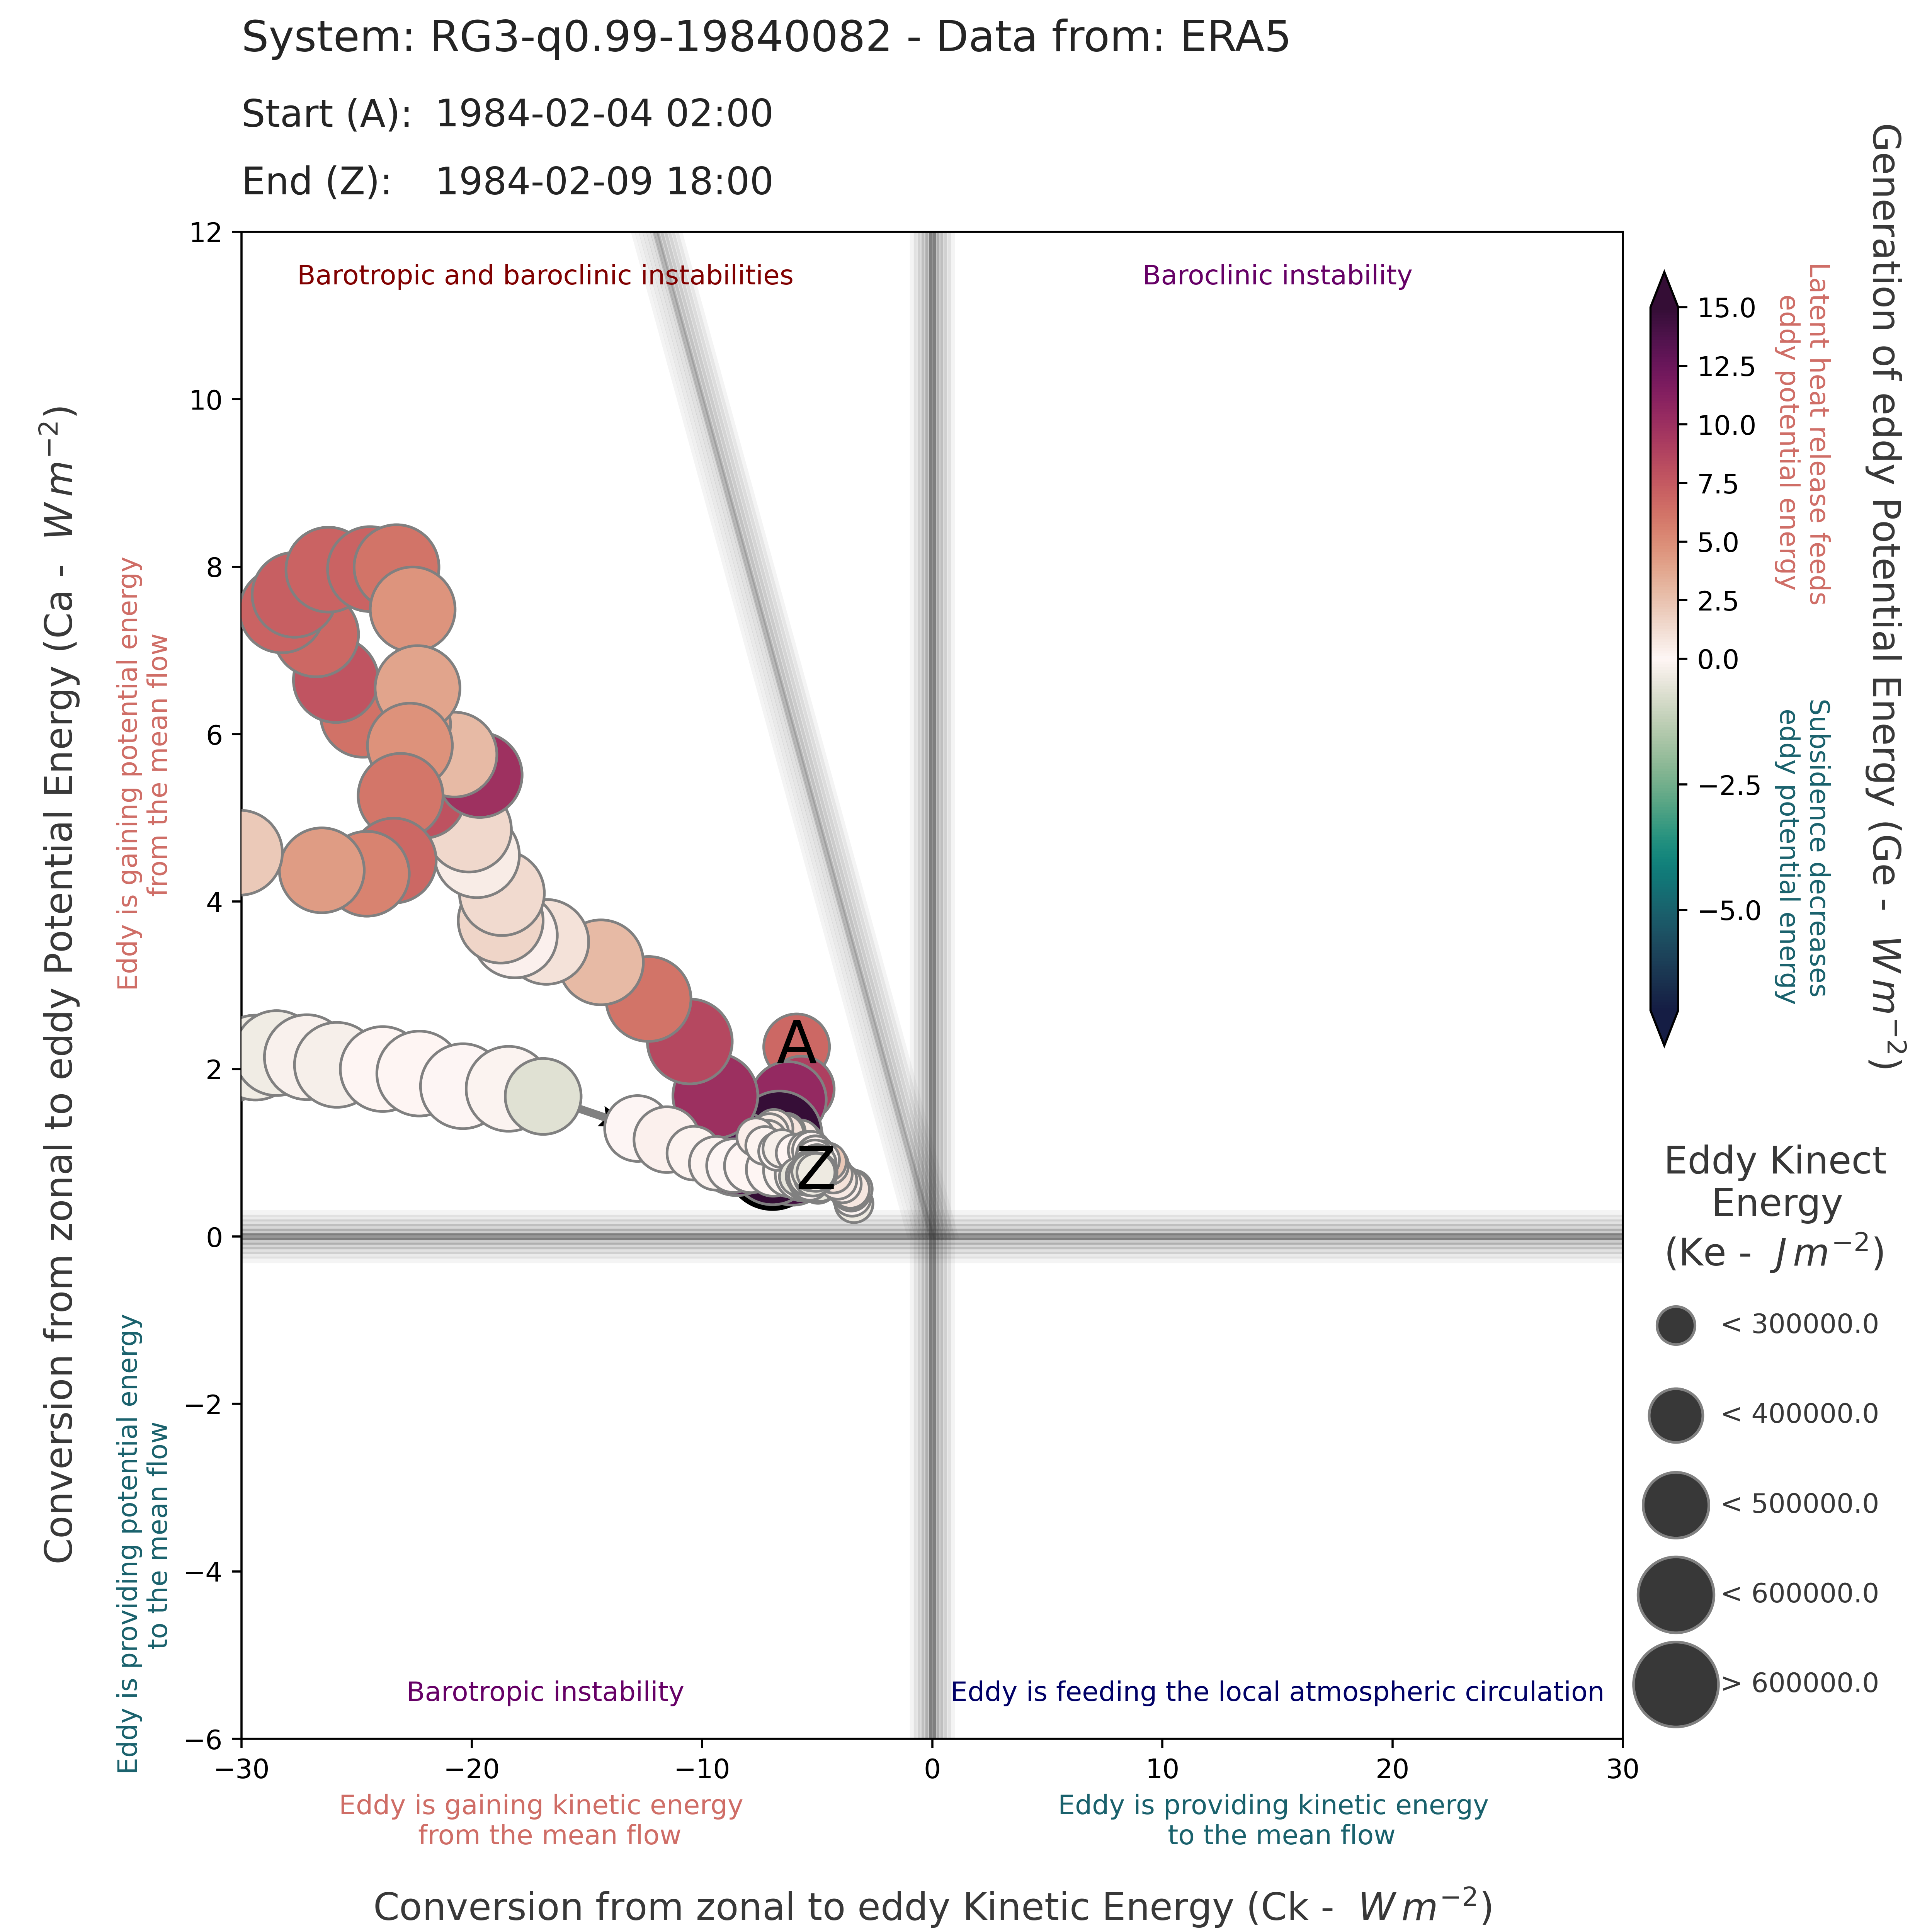 System: RG3-q0.99-19840082 - Data from: ERA5
Start (A): 1984-02-04 02:00
End (Z): 1984-02-09 18:00
Conversion from zonal to eddy Potential Energy (Ca - W m⁻²)
Eddy is gaining potential energy
from the mean flow
Eddy is providing potential energy
to the mean flow
12
10
8
6
4
2
0
−2
−4
−6
Barotropic and baroclinic instabilities
Baroclinic instability
A
Z
Barotropic instability
Eddy is feeding the local atmospheric circulation
−30
−20
−10
0
10
20
30
Eddy is gaining kinetic energy
from the mean flow
Eddy is providing kinetic energy
to the mean flow
Conversion from zonal to eddy Kinetic Energy (Ck - W m⁻²)
15.0
12.5
10.0
7.5
5.0
2.5
0.0
−2.5
−5.0
Latent heat release feeds
eddy potential energy
Subsidence decreases
eddy potential energy
Generation of eddy Potential Energy (Ge - W m⁻²)
Eddy Kinect
Energy
(Ke - J m⁻²)
< 300000.0
< 400000.0
< 500000.0
< 600000.0
> 600000.0